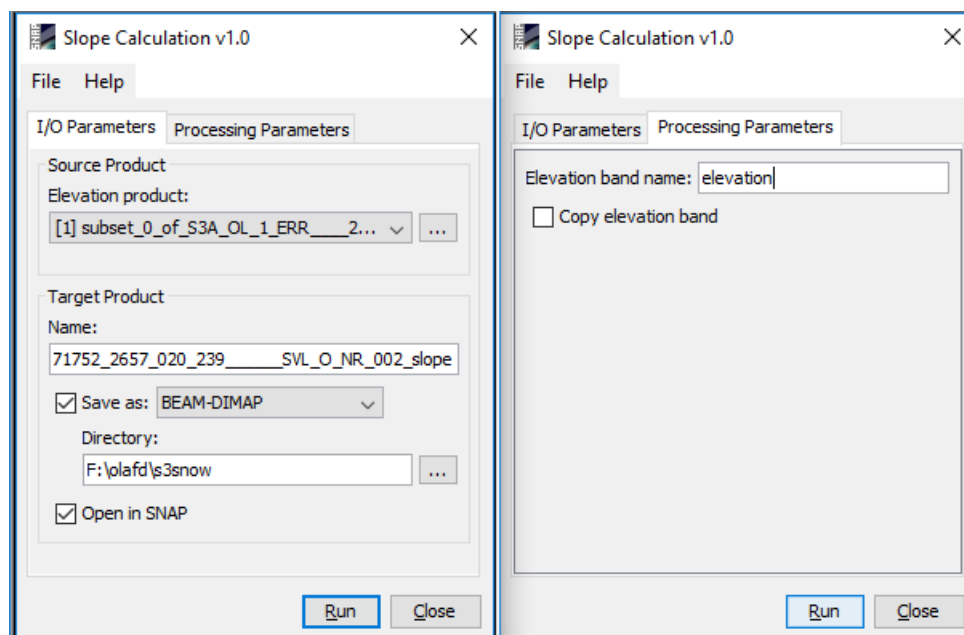 Slope Calculation v1.0
File Help
I/O Parameters Processing Parameters
Source Product
Elevation product:
[1] subset_0_of_S3A_OL_1_ERR____2... ...
Target Product
Name:
71752_2657_020_239______SVL_O_NR_002_slope
Save as: BEAM-DIMAP
Directory:
F:\olafd\s3snow ...
Open in SNAP
Run Close
Slope Calculation v1.0
File Help
I/O Parameters Processing Parameters
Elevation band name: elevation
Copy elevation band
Run Close